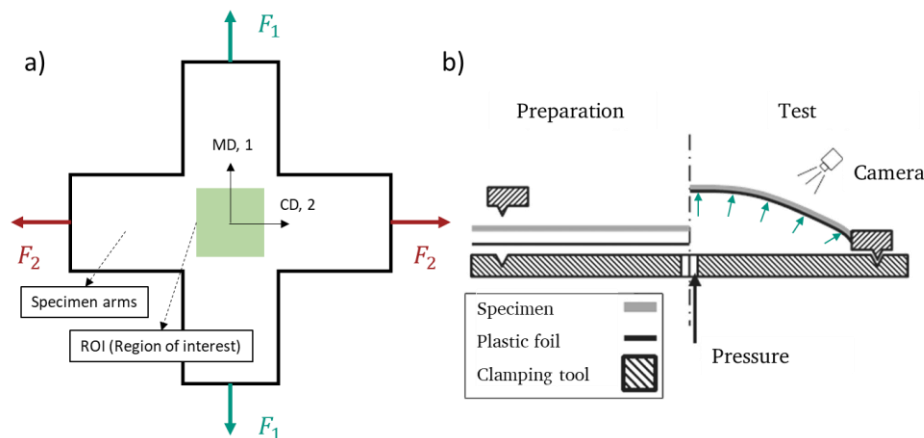 a)
F1
MD, 1
CD, 2
F2
F2
Specimen arms
ROI (Region of interest)
F1
b)
Preparation
Test
Camera
Specimen
Plastic foil
Clamping tool
Pressure